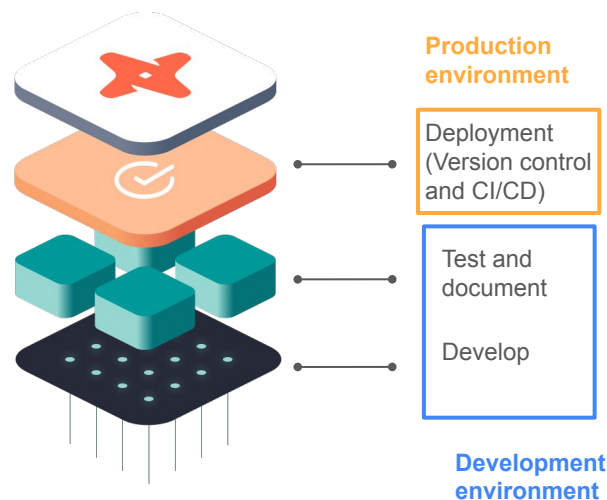 Production
environment
Deployment
(Version control
and CI/CD)
Test and
document
Develop
Development
environment